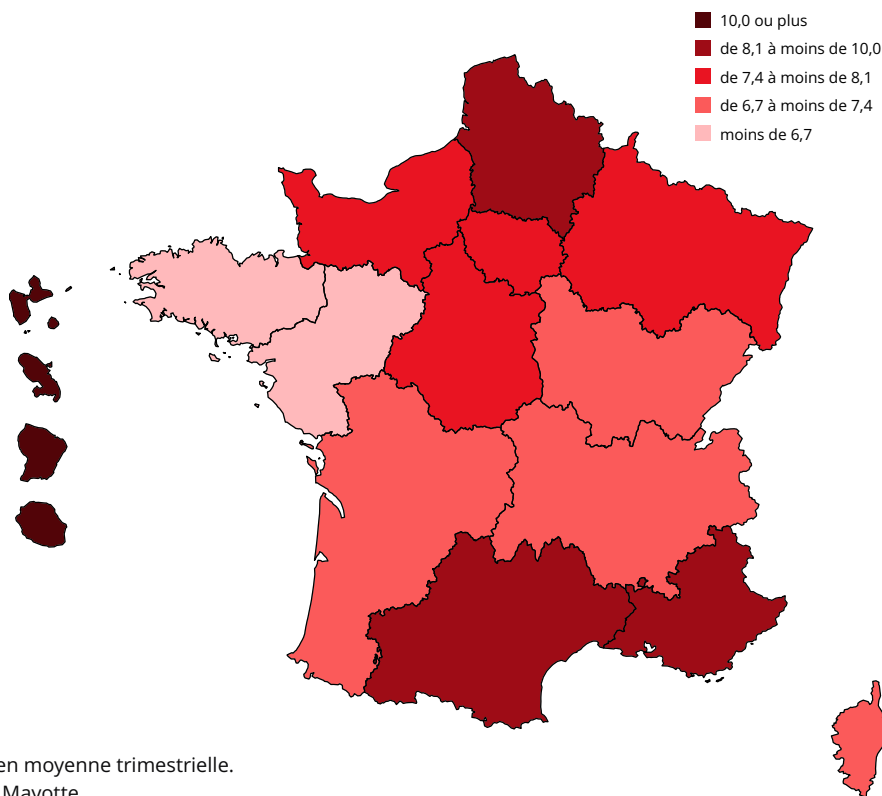 10,0 ou plus
de 8,1 à moins de 10,0
de 7,4 à moins de 8,1
de 6,7 à moins de 7,4
moins de 6,7
en moyenne trimestrielle.
Mayotte